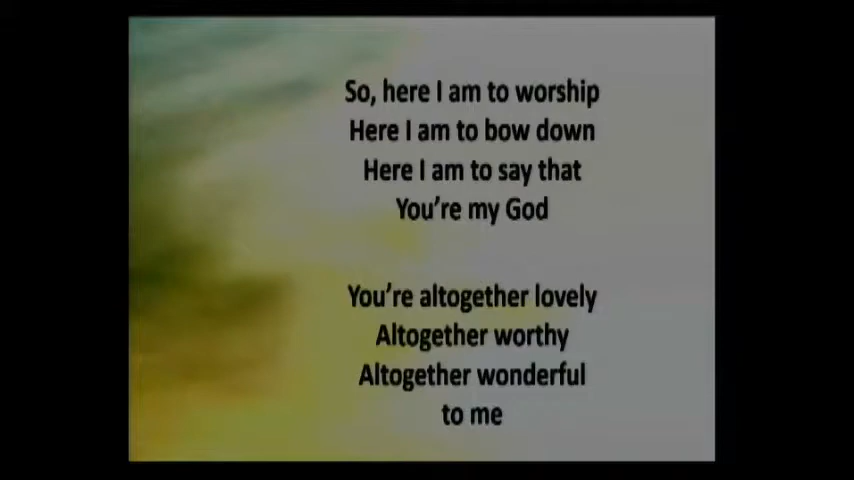 So, here I am to worship
Here I am to bow down
Here I am to say that
You're my God
You're altogether lovely
Altogether worthy
Altogether wonderful
to me